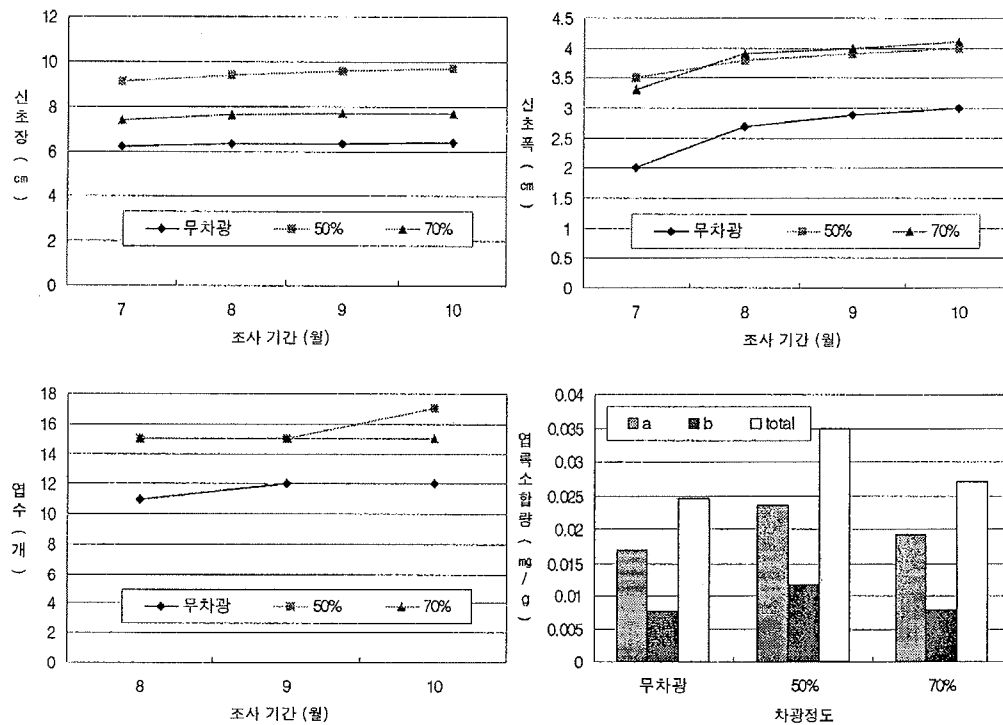 12
10
8
6
4
2
0
신초장 (cm)
무차광 50% 70%
7 8 9 10
조사 기간 (월)
4.5
4
3.5
3
2.5
2
1.5
1
0.5
0
신초폭 (cm)
무차광 50% 70%
7 8 9 10
조사 기간 (월)
18
16
14
12
10
8
6
4
2
0
엽수 (개)
무차광 50% 70%
8 9 10
조사 기간 (월)
0.04
0.035
0.03
0.025
0.02
0.015
0.01
0.005
0
엽록소합량 (mg/g)
a b total
무차광 50% 70%
차광정도